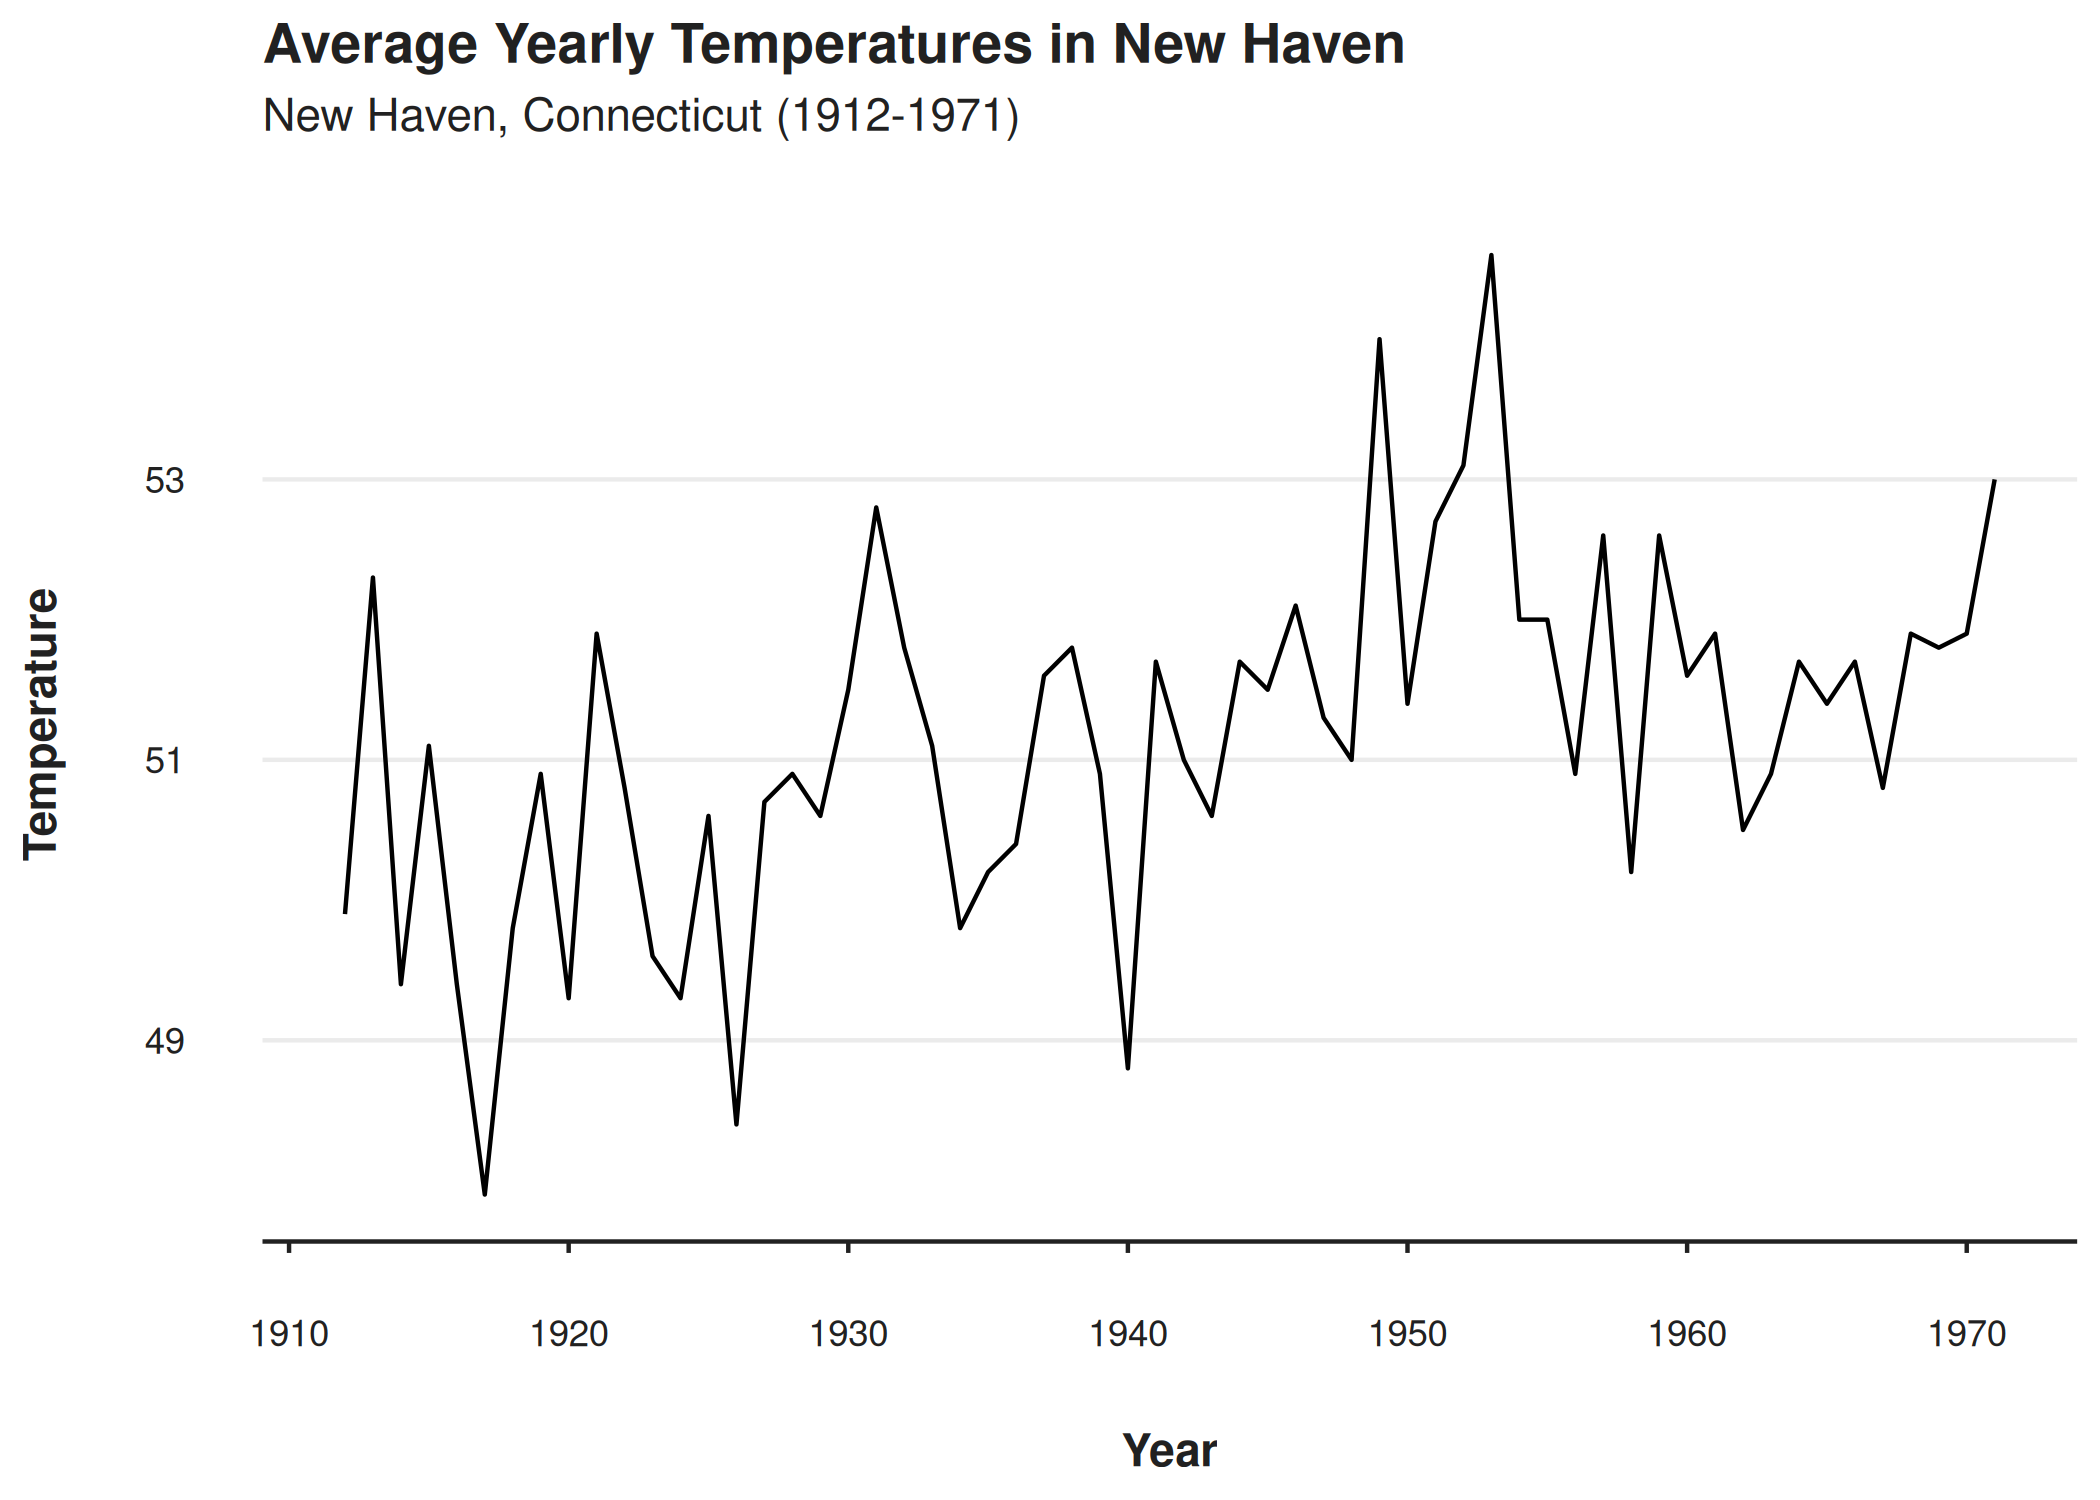 Average Yearly Temperatures in New Haven
New Haven, Connecticut (1912-1971)
53
51
49
Temperature
1910 1920 1930 1940 1950 1960 1970
Year